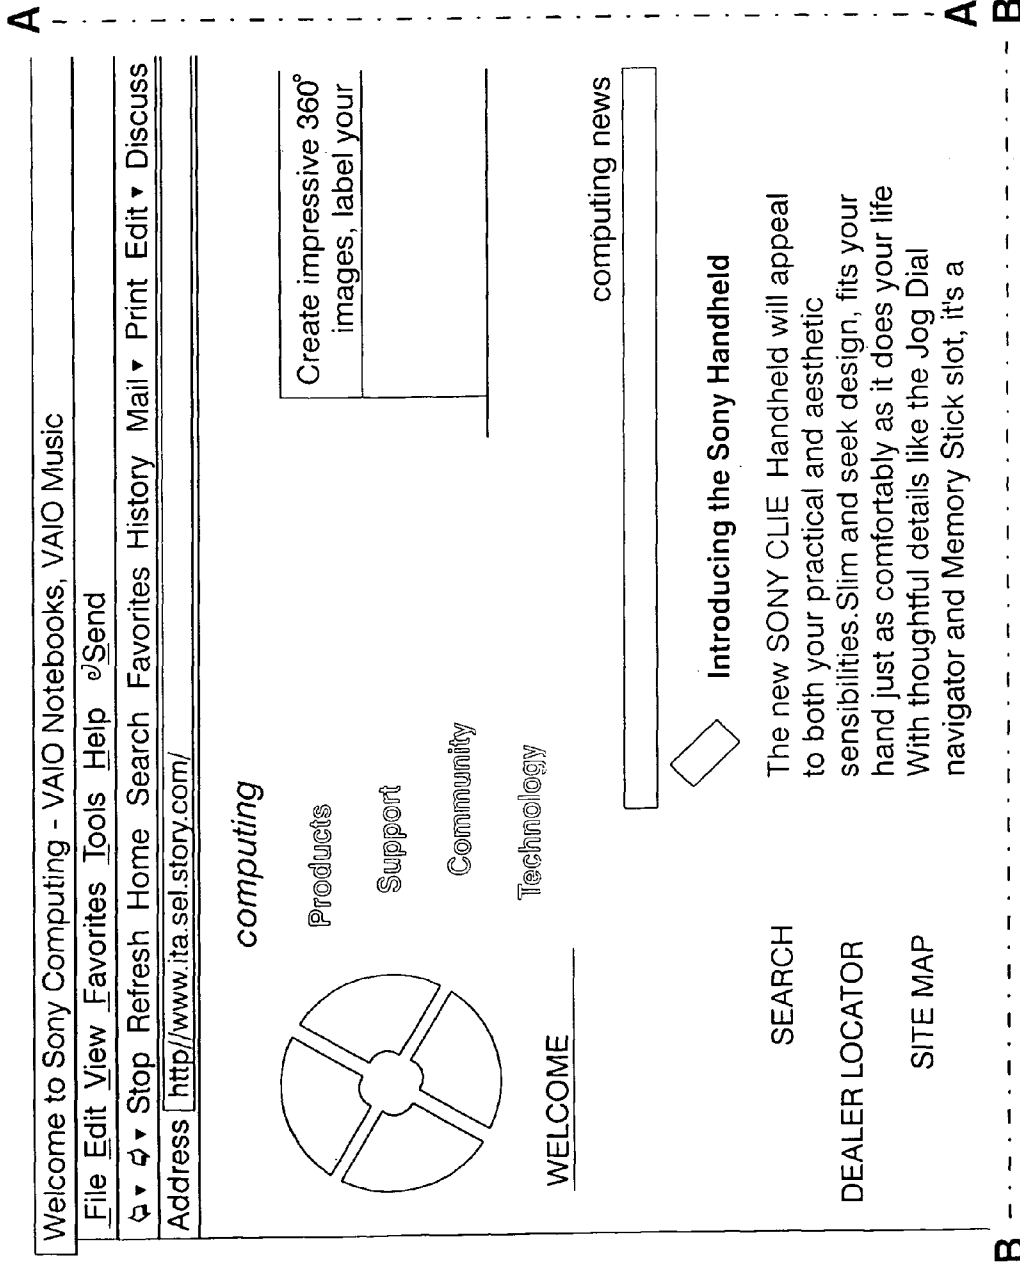 Welcome to Sony Computing - VAIO Notebooks, VAIO Music
File Edit View Favorites Tools Help Send
Stop Refresh Home Search Favorites History Mail ▾ Print Edit ▾ Discuss
Address http//www.ita.sel.story.com/
computing
Products
Support
Community
Technology
Create impressive 360°
images, label your
WELCOME
computing news
Introducing the Sony Handheld
The new SONY CLIE Handheld will appeal
to both your practical and aesthetic
sensibilities.Slim and seek design, fits your
hand just as comfortably as it does your life
With thoughtful details like the Jog Dial
navigator and Memory Stick slot, it's a
SEARCH
DEALER LOCATOR
SITE MAP
A
A
B
B